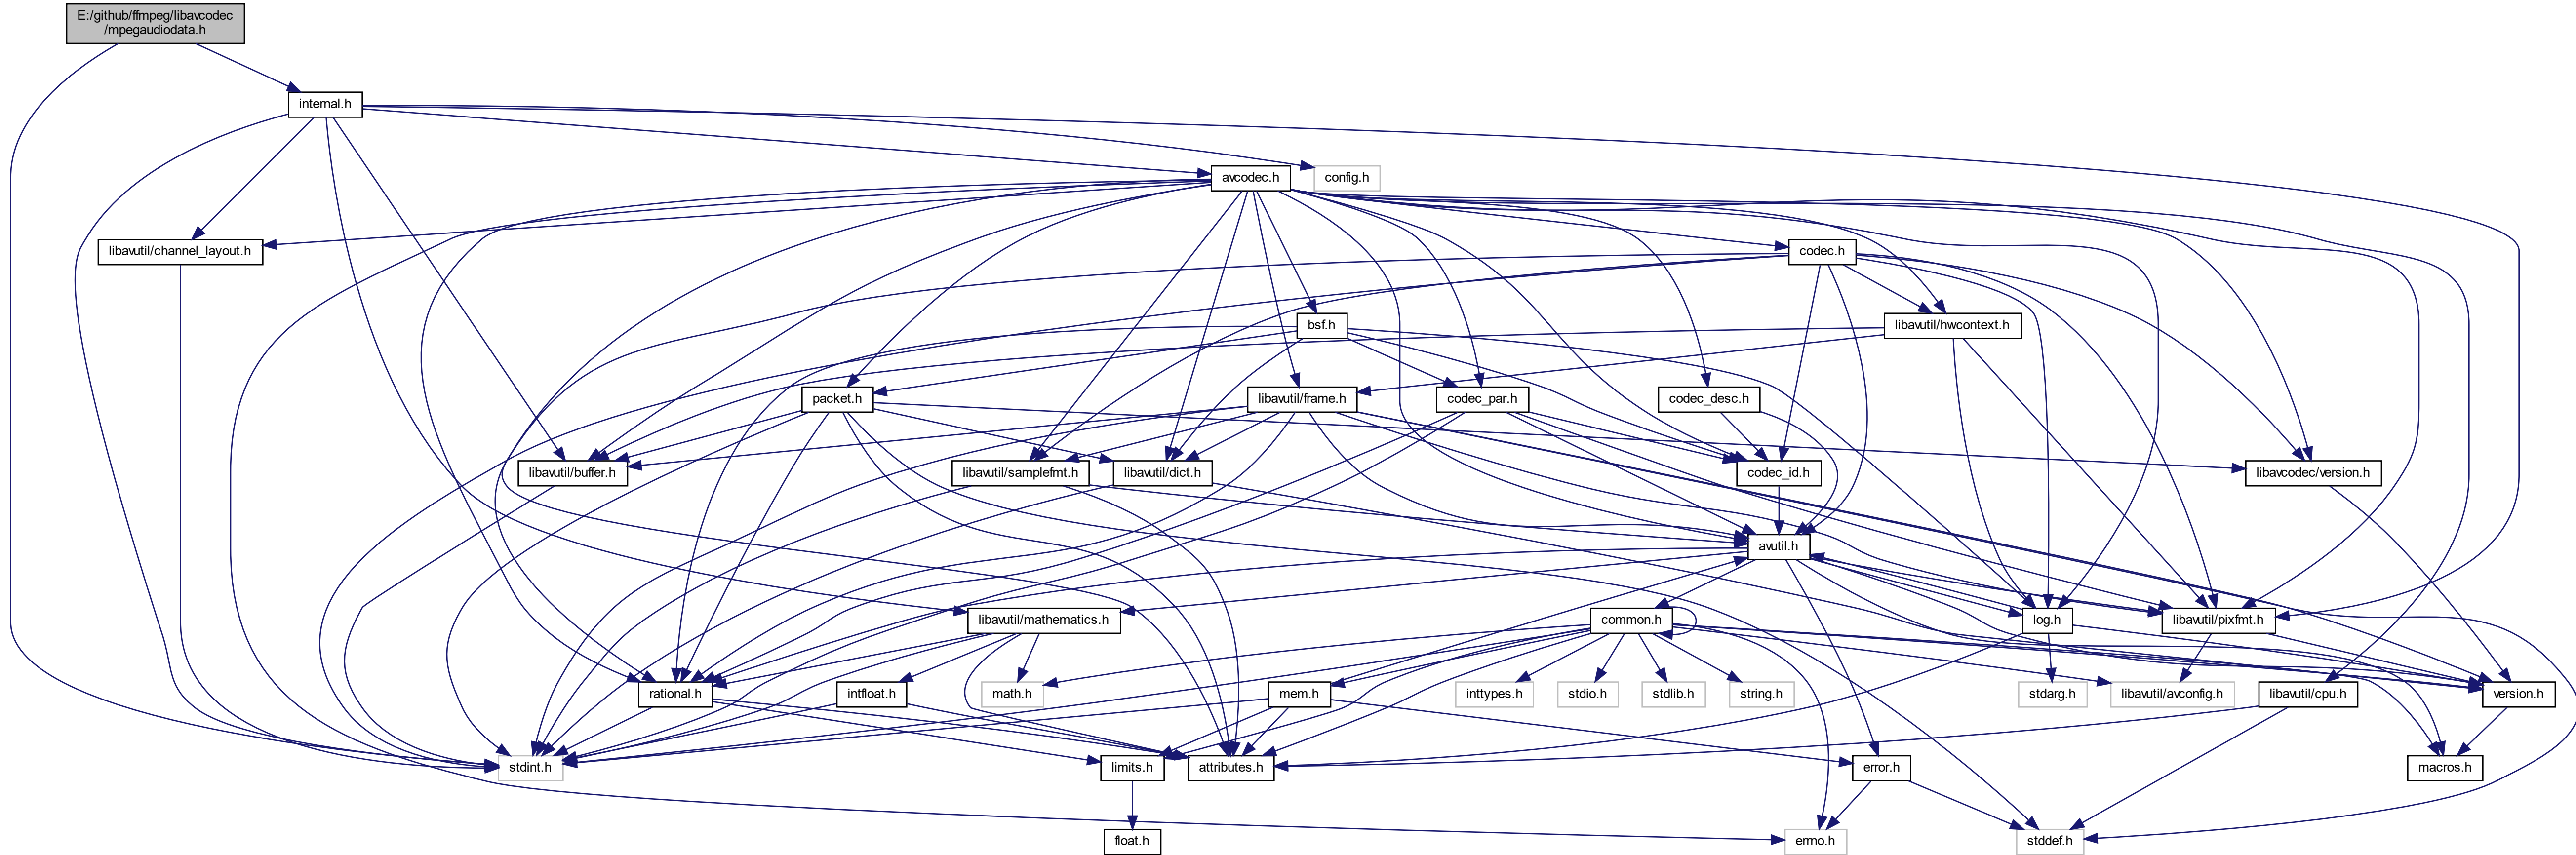 E:/github/ffmpeg/libavcodec
/mpegaudiodata.h
internal.h
avcodec.h
config.h
libavutil/channel_layout.h
codec.h
bsf.h
libavutil/hwcontext.h
packet.h
libavutil/frame.h
codec_par.h
codec_desc.h
libavutil/buffer.h
libavutil/samplefmt.h
libavutil/dict.h
codec_id.h
libavcodec/version.h
avutil.h
libavutil/mathematics.h
common.h
log.h
libavutil/pixfmt.h
rational.h
intfloat.h
math.h
mem.h
inttypes.h
stdio.h
stdlib.h
string.h
stdarg.h
libavutil/avconfig.h
libavutil/cpu.h
version.h
stdint.h
limits.h
attributes.h
error.h
macros.h
float.h
errno.h
stddef.h